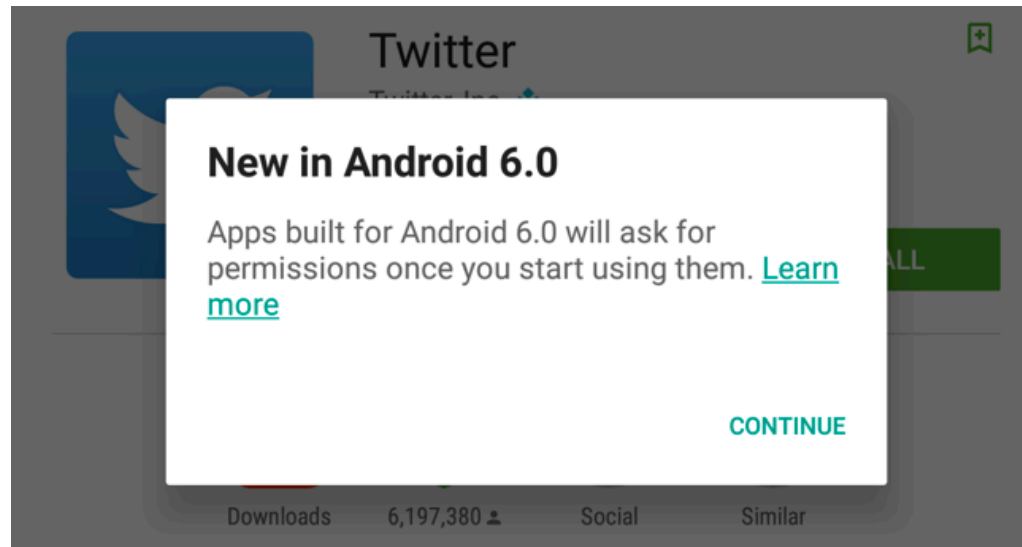 Twitter
New in Android 6.0
Apps built for Android 6.0 will ask for
permissions once you start using them. Learn
more
CONTINUE
Downloads
6,197,380
Social
Similar